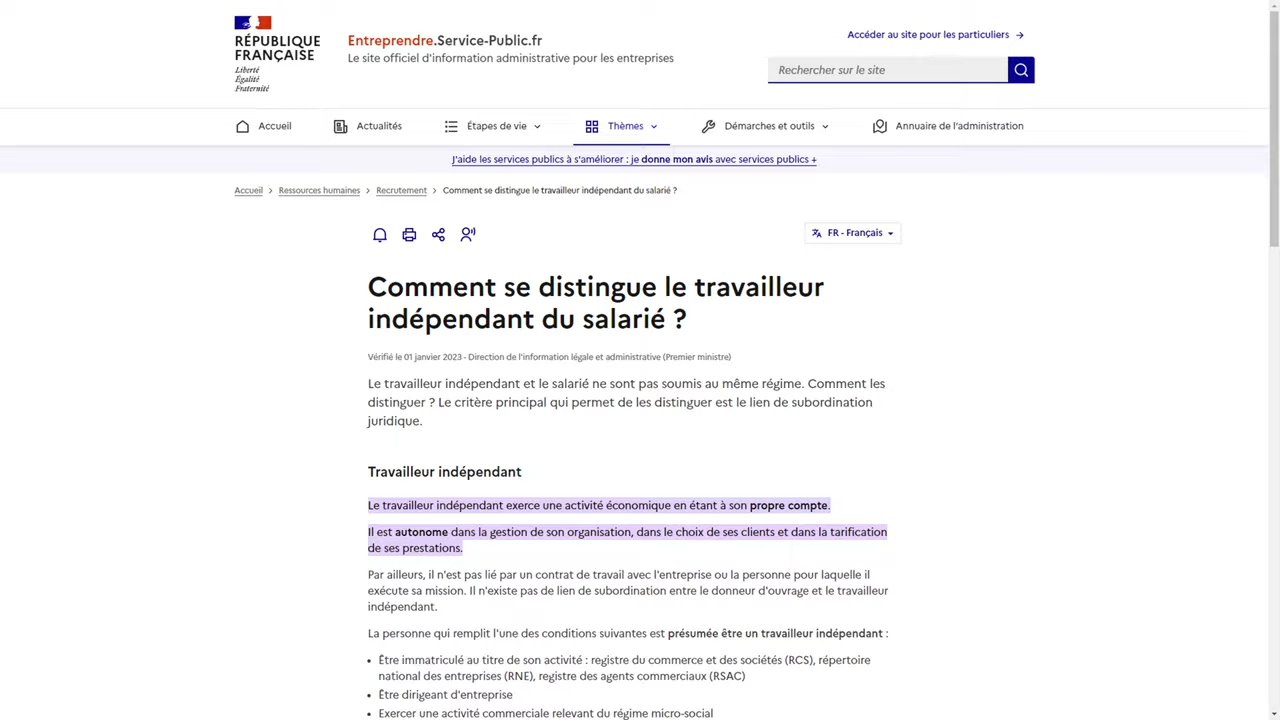 RÉPUBLIQUE
FRANÇAISE
Liberté
Égalité
Fraternité
Entreprendre.Service-Public.fr
Le site officiel d'information administrative pour les entreprises
Accéder au site pour les particuliers →
Rechercher sur le site
Accueil Actualités Étapes de vie Thèmes Démarches et outils Annuaire de l'administration
J'aide les services publics à s'améliorer : je donne mon avis avec services publics +
Accueil > Ressources humaines > Recrutement > Comment se distingue le travailleur indépendant du salarié ?
FR - Français
Comment se distingue le travailleur
indépendant du salarié ?
Vérifié le 01 janvier 2023 - Direction de l'information légale et administrative (Premier ministre)
Le travailleur indépendant et le salarié ne sont pas soumis au même régime. Comment les
distinguer ? Le critère principal qui permet de les distinguer est le lien de subordination
juridique.
Travailleur indépendant
Le travailleur indépendant exerce une activité économique en étant à son propre compte.
Il est autonome dans la gestion de son organisation, dans le choix de ses clients et dans la tarification
de ses prestations.
Par ailleurs, il n'est pas lié par un contrat de travail avec l'entreprise ou la personne pour laquelle il
exécute sa mission. Il n'existe pas de lien de subordination entre le donneur d'ouvrage et le travailleur
indépendant.
La personne qui remplit l'une des conditions suivantes est présumée être un travailleur indépendant :
• Être immatriculé au titre de son activité : registre du commerce et des sociétés (RCS), répertoire
national des entreprises (RNE), registre des agents commerciaux (RSAC)
• Être dirigeant d'entreprise
• Exercer une activité commerciale relevant du régime micro-social